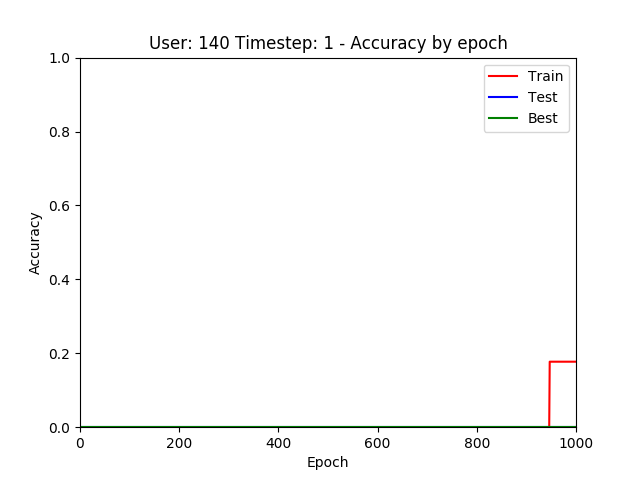 User: 140 Timestep: 1 - Accuracy by epoch
1.0
Train
Test
Best
0.8
0.6
Accuracy
0.4
0.2
0.0
0 200 400 600 800 1000
Epoch